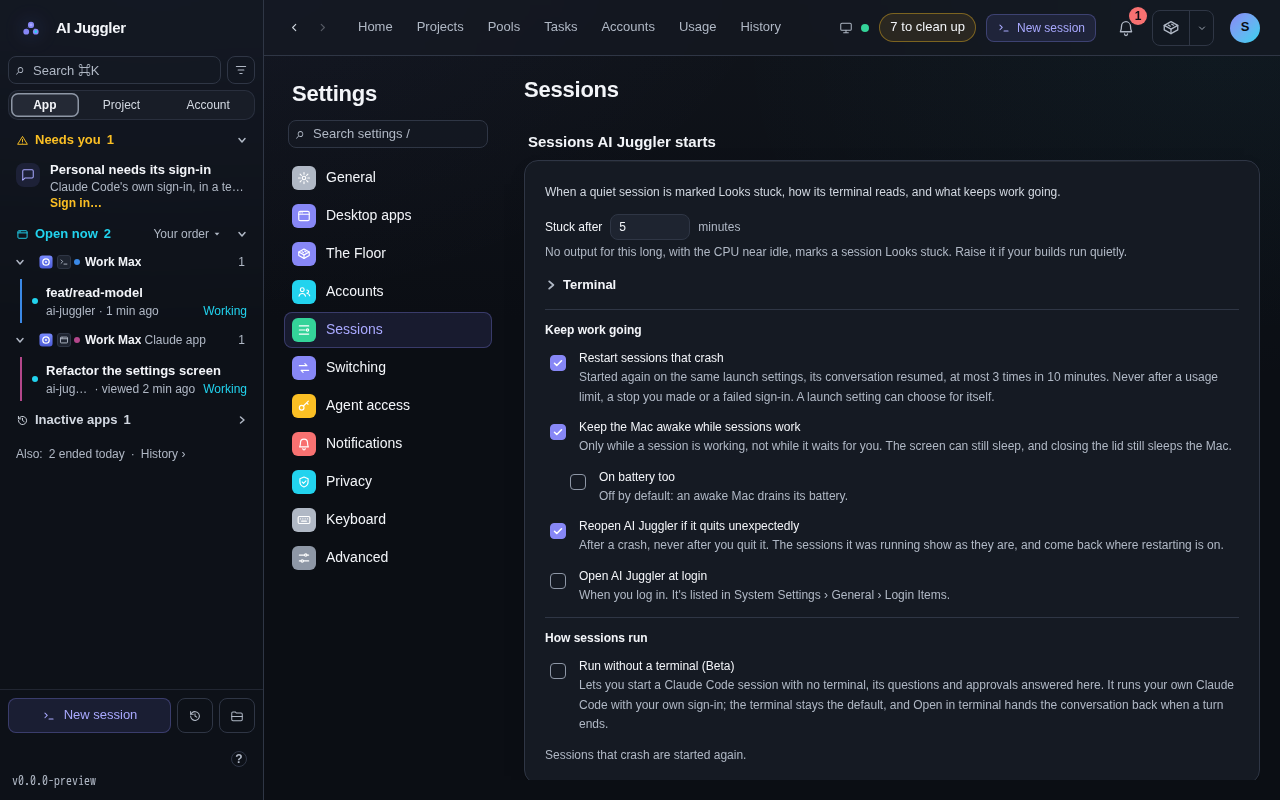 AI Juggler
Search ⌘K
App
Project
Account
Needs you 1
Personal needs its sign-in
Claude Code's own sign-in, in a te…
Sign in…
Open now 2
Your order
Work Max
1
feat/read-model
ai-juggler · 1 min ago
Working
Work Max Claude app
1
Refactor the settings screen
ai-jug… · viewed 2 min ago
Working
Inactive apps 1
Also: 2 ended today · History ›
New session
?
v0.0.0-preview
Home
Projects
Pools
Tasks
Accounts
Usage
History
7 to clean up
New session
1
S
Settings
Search settings /
General
Desktop apps
The Floor
Accounts
Sessions
Switching
Agent access
Notifications
Privacy
Keyboard
Advanced
Sessions
Sessions AI Juggler starts
When a quiet session is marked Looks stuck, how its terminal reads, and what keeps work going.
Stuck after 5 minutes
No output for this long, with the CPU near idle, marks a session Looks stuck. Raise it if your builds run quietly.
Terminal
Keep work going
Restart sessions that crash
Started again on the same launch settings, its conversation resumed, at most 3 times in 10 minutes. Never after a usage
limit, a stop you made or a failed sign-in. A launch setting can choose for itself.
Keep the Mac awake while sessions work
Only while a session is working, not while it waits for you. The screen can still sleep, and closing the lid still sleeps the Mac.
On battery too
Off by default: an awake Mac drains its battery.
Reopen AI Juggler if it quits unexpectedly
After a crash, never after you quit it. The sessions it was running show as they are, and come back where restarting is on.
Open AI Juggler at login
When you log in. It's listed in System Settings › General › Login Items.
How sessions run
Run without a terminal (Beta)
Lets you start a Claude Code session with no terminal, its questions and approvals answered here. It runs your own Claude
Code with your own sign-in; the terminal stays the default, and Open in terminal hands the conversation back when a turn
ends.
Sessions that crash are started again.